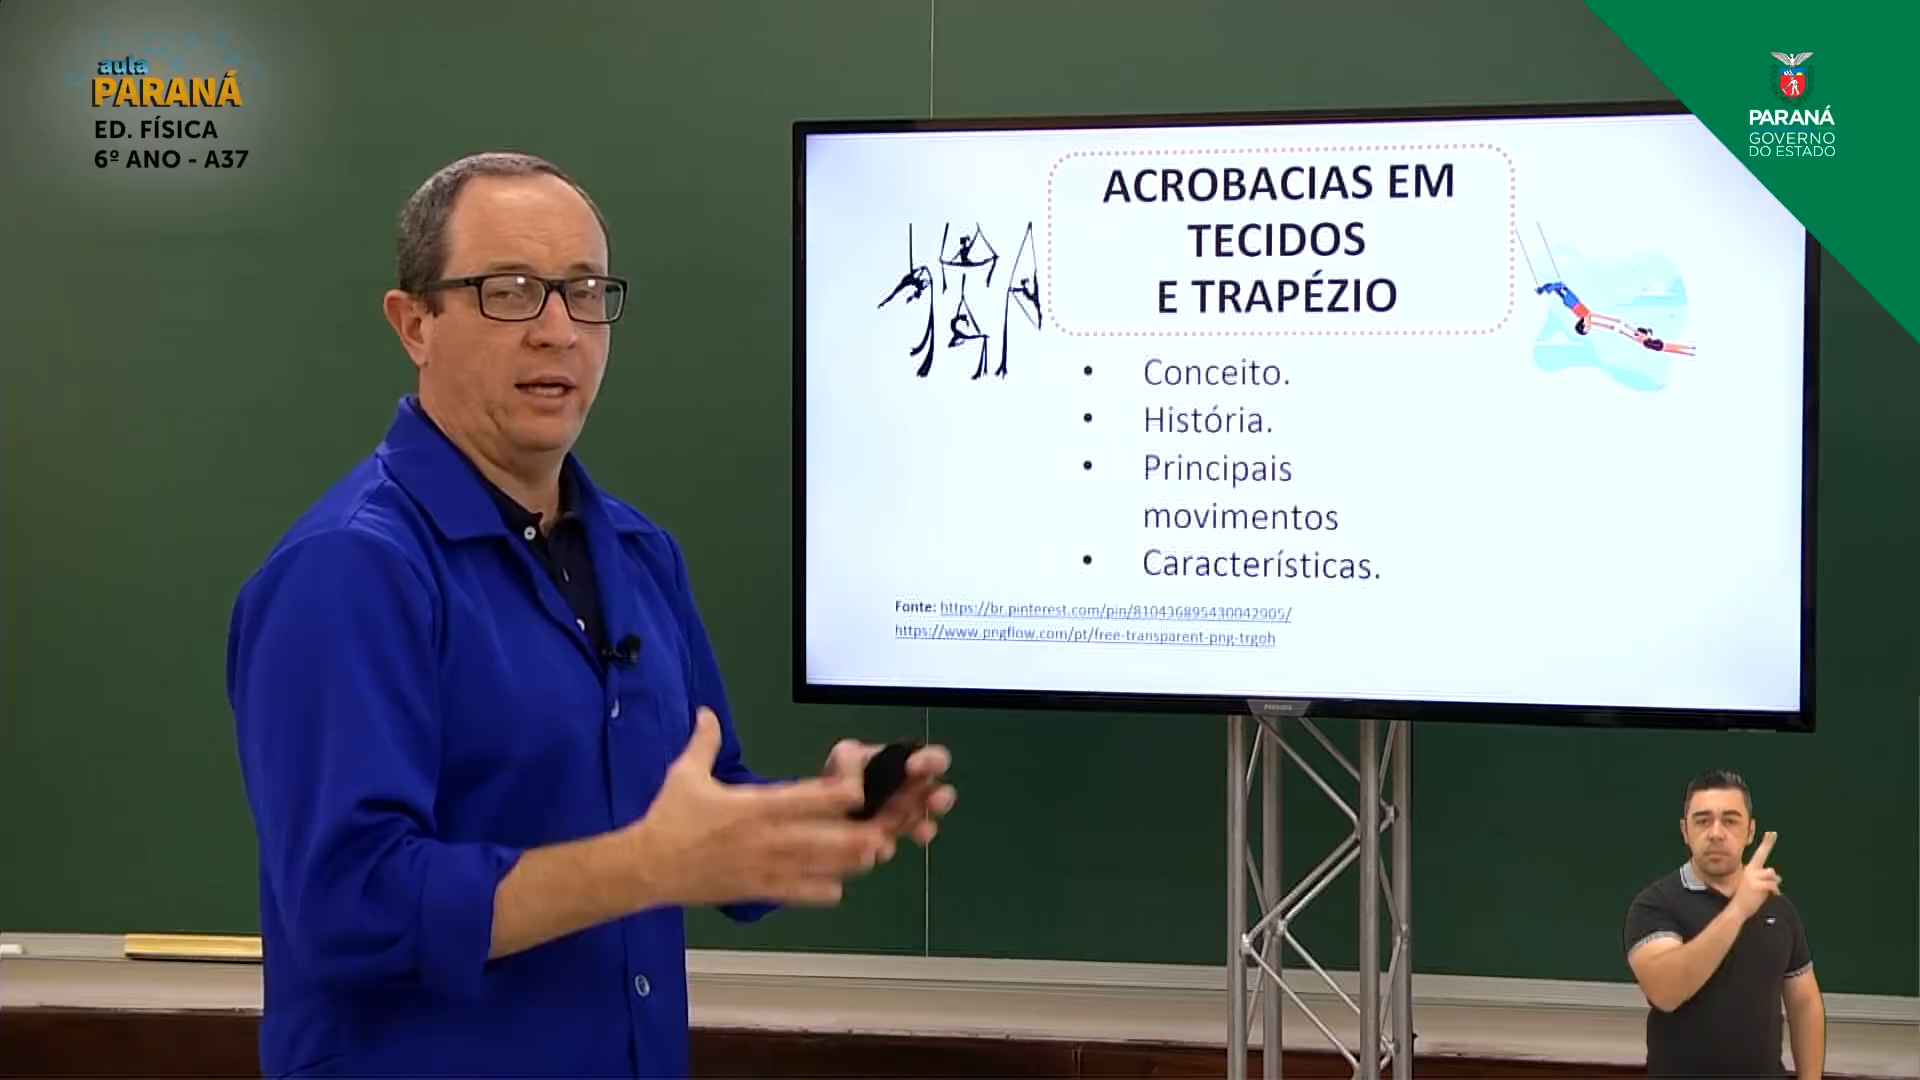 aula
PARANÁ
ED. FÍSICA
6º ANO - A37
PARANÁ
GOVERNO
DO ESTADO
ACROBACIAS EM
TECIDOS
E TRAPÉZIO
• Conceito.
• História.
• Principais
movimentos
• Características.
Fonte: https://br.pinterest.com/pin/810436895430042905/
https://www.pngflow.com/pt/free-transparent-png-trgoh
PHILIPS